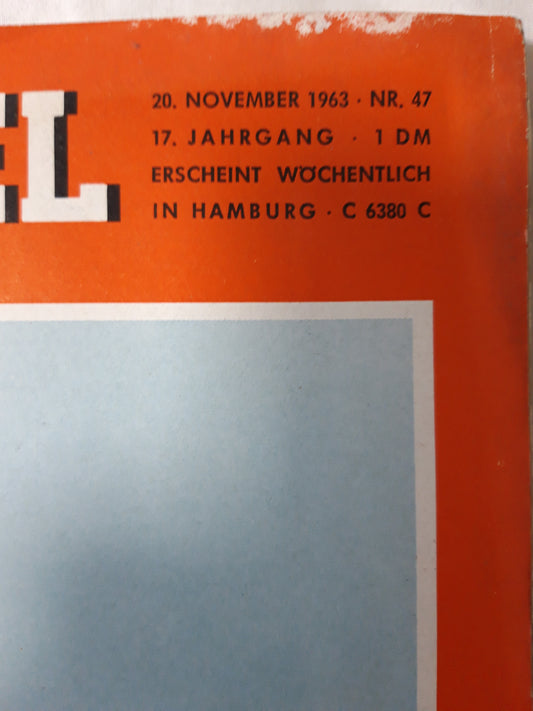 EL
20. NOVEMBER 1963 · NR. 47
17. JAHRGANG · 1 DM
ERSCHEINT WÖCHENTLICH
IN HAMBURG · C 6380 C